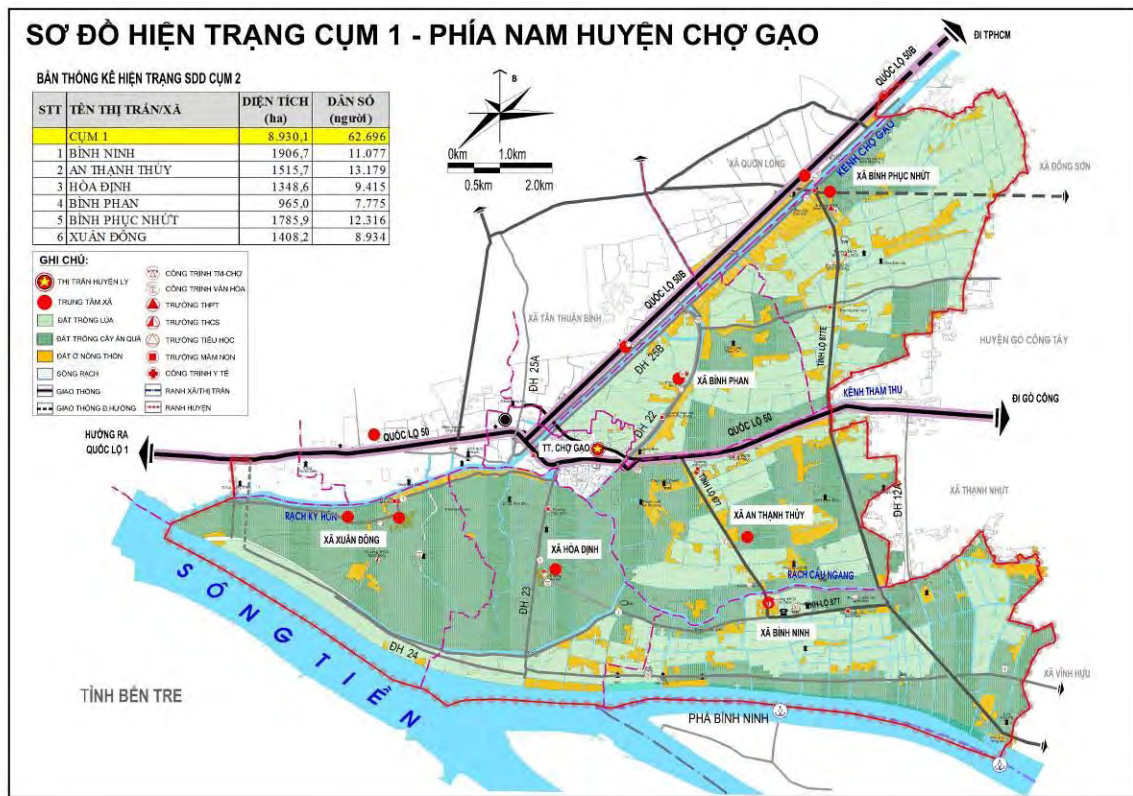 SƠ ĐỒ HIỆN TRẠNG CỤM 1 - PHÍA NAM HUYỆN CHỢ GẠO
BẢN THỐNG KÊ HIỆN TRẠNG SDD CỤM 2
STT TÊN THỊ TRẤN/XÃ DIỆN TÍCH (ha) DÂN SỐ (người)
CỤM 1 8.930,1 62.696
1 BÌNH NINH 1906,7 11.077
2 AN THẠNH THỦY 1515,7 13.179
3 HÒA ĐỊNH 1348,6 9.415
4 BÌNH PHAN 965,0 7.775
5 BÌNH PHỤC NHỨT 1785,9 12.316
6 XUÂN ĐÔNG 1408,2 8.934
B
0km 1.0km
0.5km 2.0km
GHI CHÚ:
THỊ TRẤN HUYỆN LỴ
TRUNG TÂM XÃ
ĐẤT TRỒNG LÚA
ĐẤT TRỒNG CÂY ĂN QUẢ
ĐẤT Ở NÔNG THÔN
SÔNG RẠCH
GIAO THÔNG
GIAO THÔNG Đ.HƯỚNG
CÔNG TRÌNH TM-CHỢ
CÔNG TRÌNH VĂN HÓA
TRƯỜNG THPT
TRƯỜNG THCS
TRƯỜNG TIỂU HỌC
TRƯỜNG MẦM NON
CÔNG TRÌNH Y TẾ
RANH XÃ/THỊ TRẤN
RANH HUYỆN
ĐI TPHCM
QUỐC LỘ 50B
KÊNH CHỢ GẠO
XÃ QUƠN LONG
XÃ BÌNH PHỤC NHỨT
XÃ ĐỒNG SƠN
QUỐC LỘ 50B
XÃ TÂN THUẬN BÌNH
ĐH 25A
ĐH 25B
TỈNH LỘ 877E
HUYỆN GÒ CÔNG TÂY
XÃ BÌNH PHAN
KÊNH THAM THU
ĐI GÒ CÔNG
ĐH 22
QUỐC LỘ 50
HƯỚNG RA
QUỐC LỘ 1
QUỐC LỘ 50
TT. CHỢ GẠO
TỈNH LỘ 877
ĐH 12A
XÃ THẠNH NHỰT
RẠCH KỲ HÔN
XÃ XUÂN ĐÔNG
XÃ AN THẠNH THỦY
XÃ HÒA ĐỊNH
RẠCH CẦU NGANG
ĐH 23
TỈNH LỘ 877
XÃ BÌNH NINH
SÔNG TIỀN
ĐH 24
XÃ VĨNH HỰU
TỈNH BẾN TRE
PHÀ BÌNH NINH